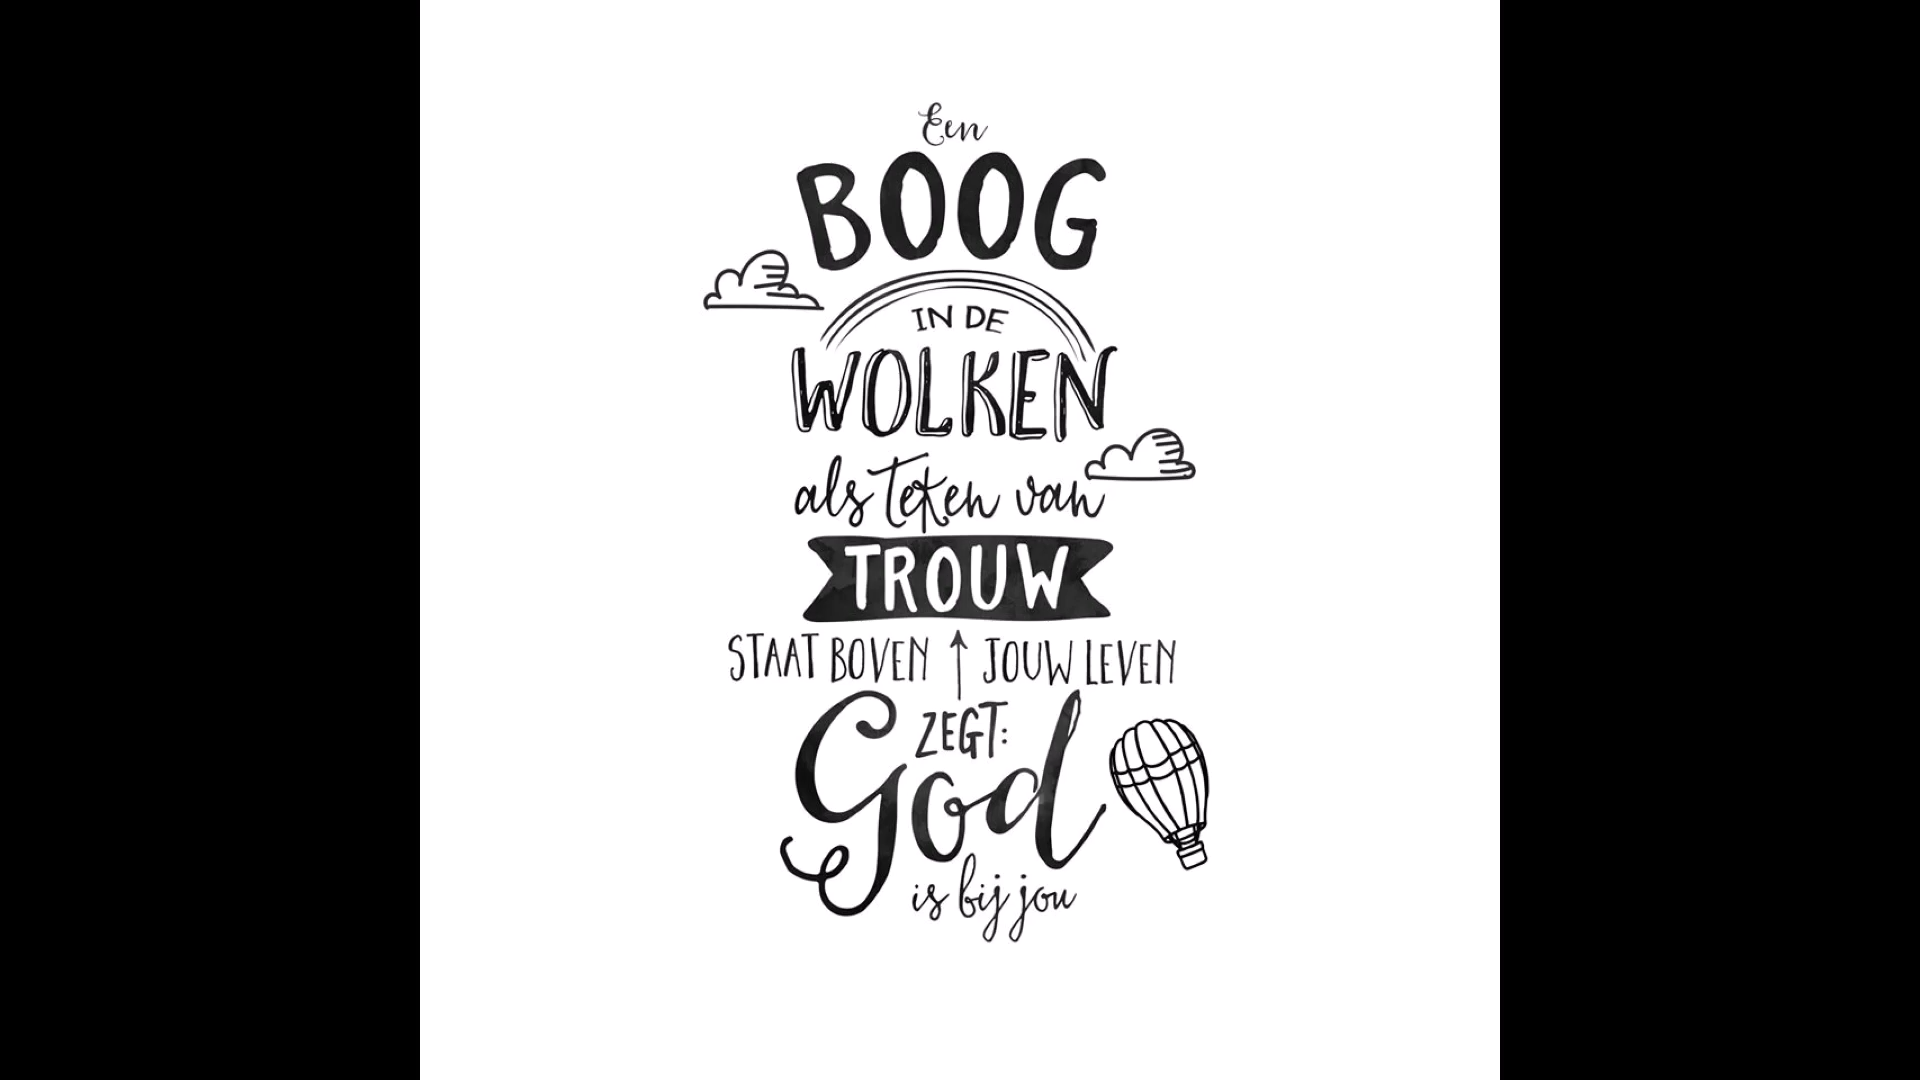 Een
BOOG
IN DE
WOLKEN
als teken van
TROUW
STAAT BOVEN JOUW LEVEN
ZEGT:
God
is bij jou